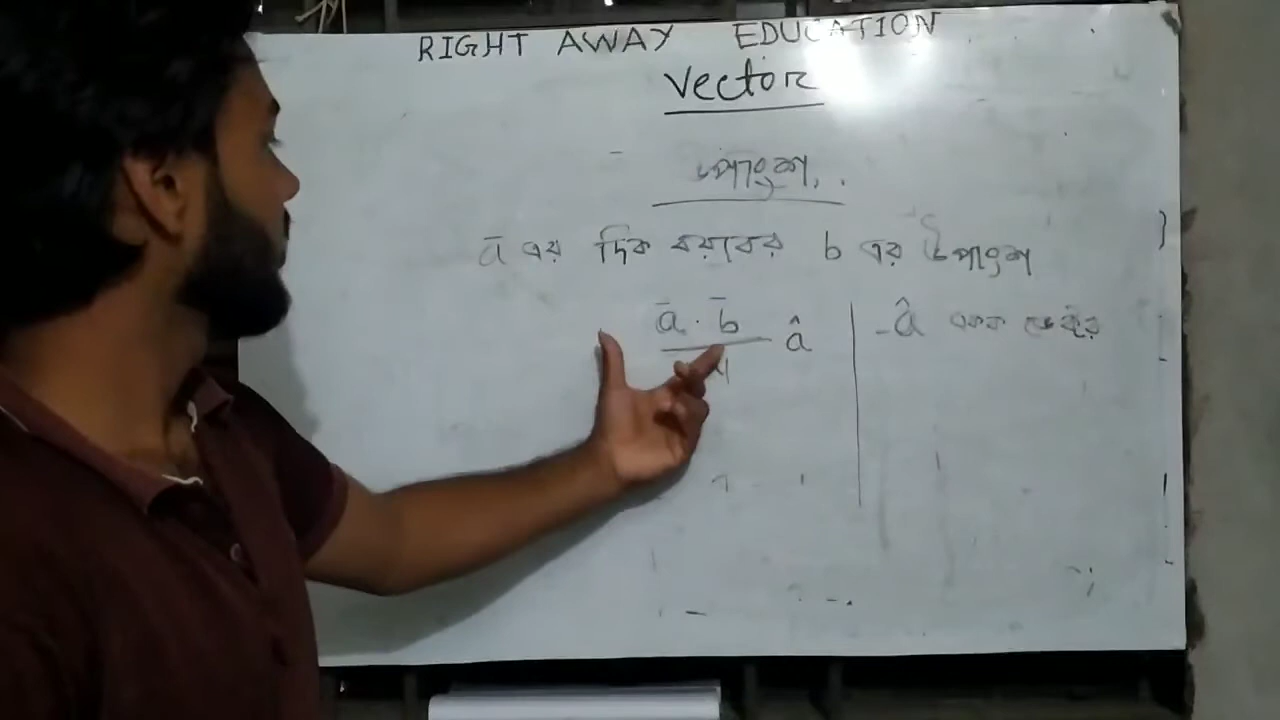 RIGHT AWAY EDUCATION
Vector
উপাংশ
ā এর দিক বরাবর b এর উপাংশ
ā · b̄
â
â একক ভেক্টর